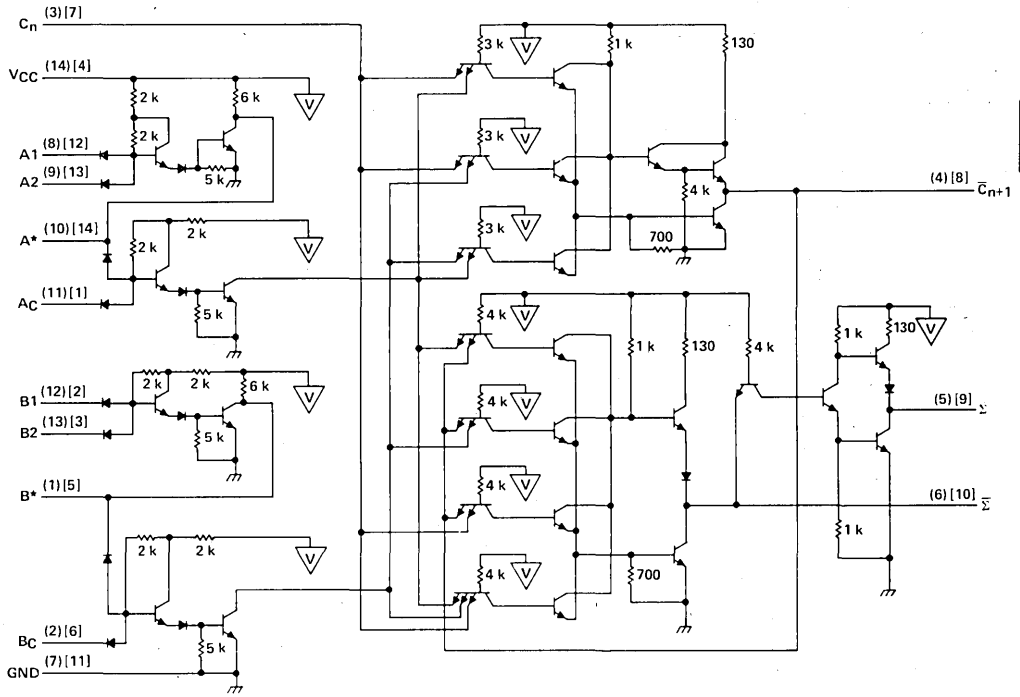 Cn (3)[7]
VCC (14)[4]
A1 (8)[12]
A2 (9)[13]
A* (10)[14]
AC (11)[1]
B1 (12)[2]
B2 (13)[3]
B* (1)[5]
BC (2)[6]
GND (7)[11]
2 k
6 k
V
2 k
5 k
2 k
2 k
V
5 k
2 k
2 k
6 k
V
5 k
2 k
2 k
V
5 k
3 k
V
1 k
130
3 k
V
3 k
V
4 k
700
(4)[8] C̄n+1
4 k
V
1 k
130
4 k
4 k
V
4 k
V
4 k
V
700
1 k
130
V
1 k
(5)[9] Σ
(6)[10] Σ̄